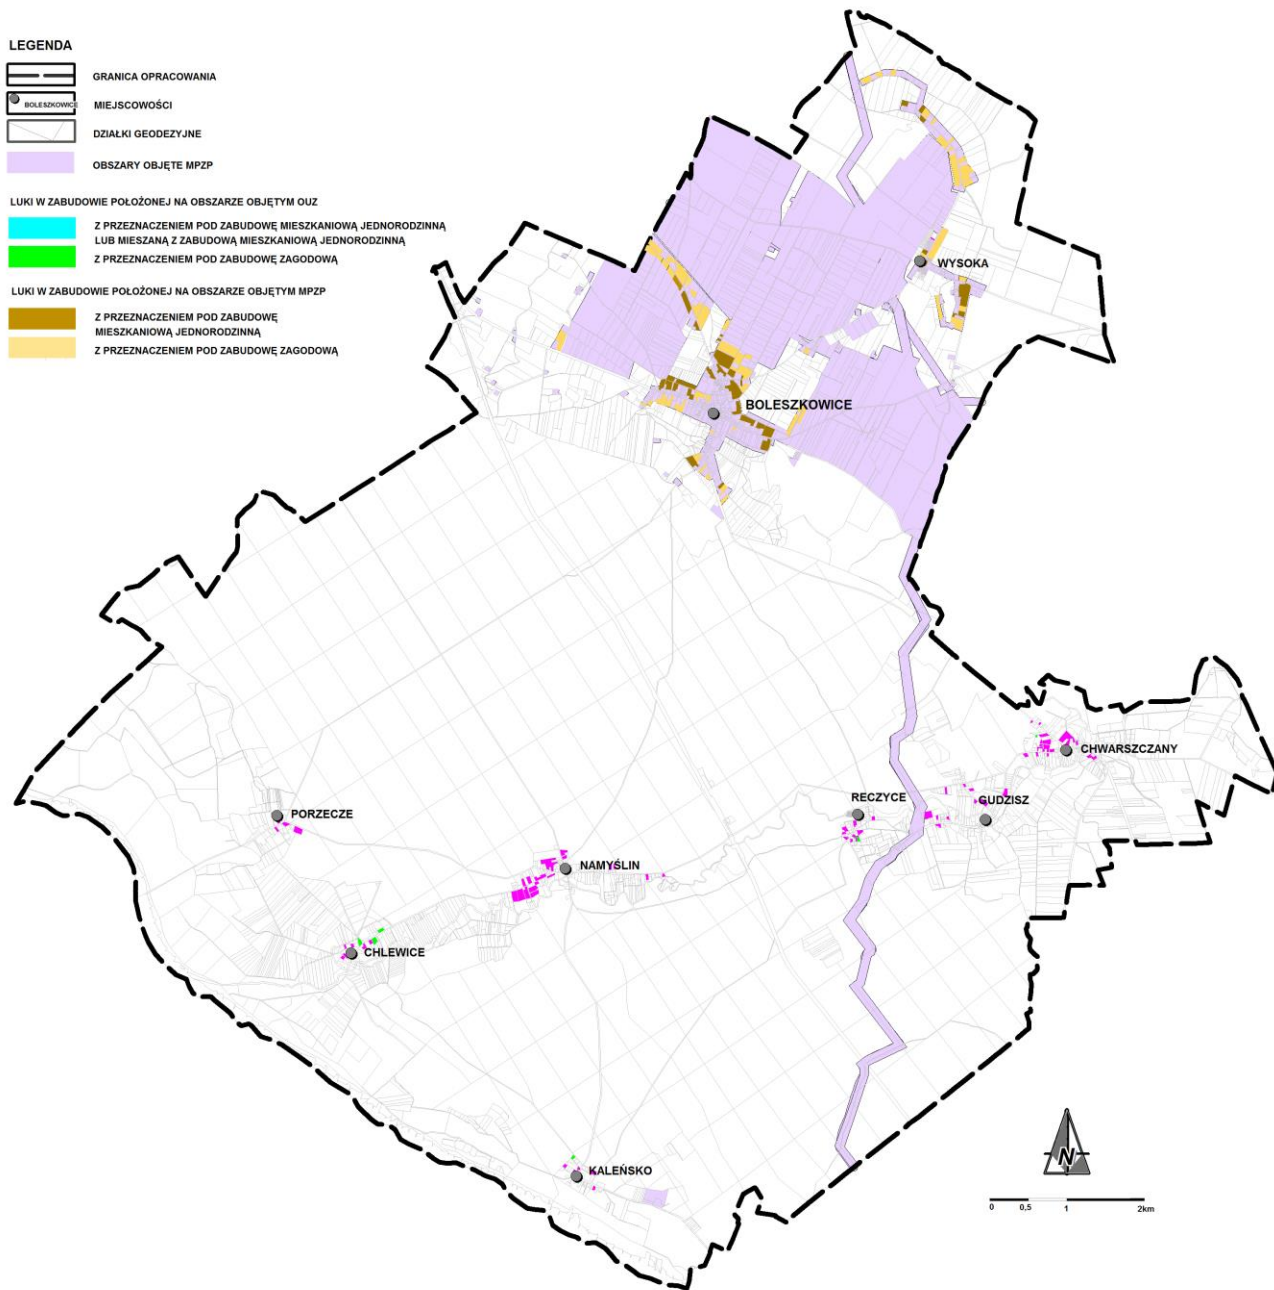 LEGENDA
GRANICA OPRACOWANIA
BOLESZKOWICE
MIEJSCOWOŚCI
DZIAŁKI GEODEZYJNE
OBSZARY OBJĘTE MPZP
LUKI W ZABUDOWIE POŁOŻONEJ NA OBSZARZE OBJĘTYM OUZ
Z PRZEZNACZENIEM POD ZABUDOWĘ MIESZKANIOWĄ JEDNORODZINNĄ
LUB MIESZANĄ Z ZABUDOWĄ MIESZKANIOWĄ JEDNORODZINNĄ
Z PRZEZNACZENIEM POD ZABUDOWĘ ZAGODOWĄ
LUKI W ZABUDOWIE POŁOŻONEJ NA OBSZARZE OBJĘTYM MPZP
Z PRZEZNACZENIEM POD ZABUDOWĘ
MIESZKANIOWĄ JEDNORODZINNĄ
Z PRZEZNACZENIEM POD ZABUDOWĘ ZAGODOWĄ
WYSOKA
BOLESZKOWICE
CHWARSZCZANY
RECZYCE
GUDZISZ
PORZECZE
NAMYŚLIN
CHLEWICE
KALEŃSKO
N
0 0,5 1 2km